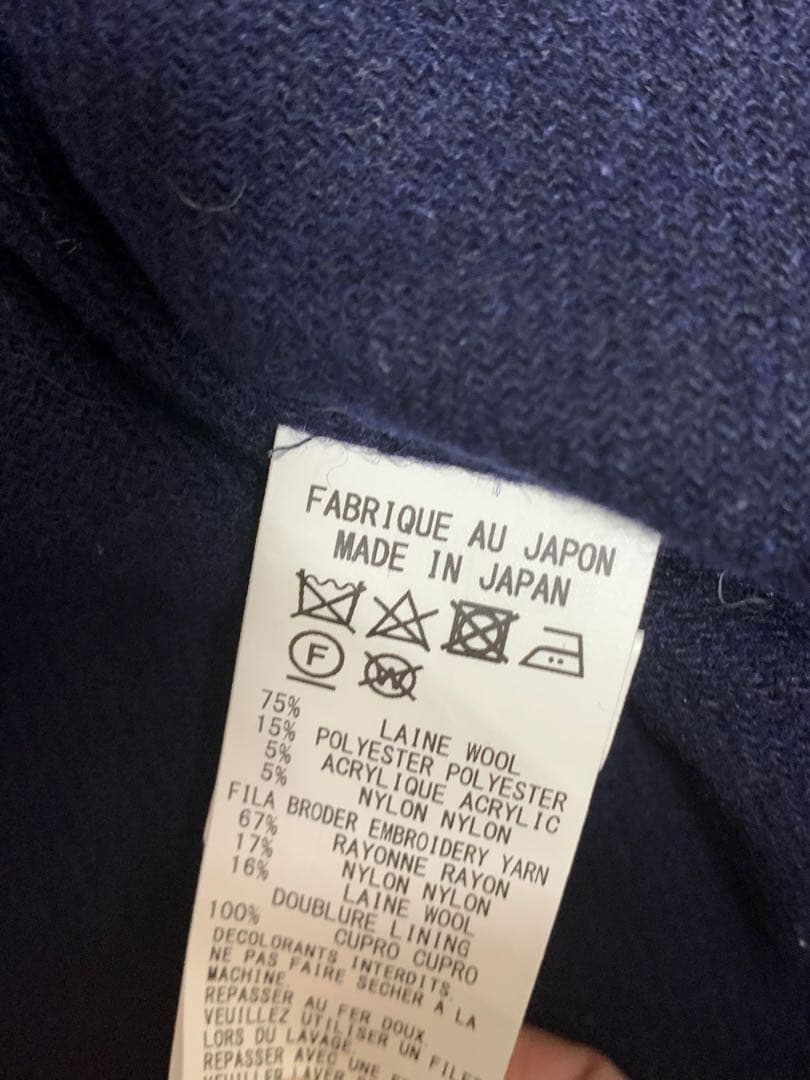 FABRIQUE AU JAPON
MADE IN JAPAN
F W
75% LAINE WOOL
15% POLYESTER POLYESTER
5% ACRYLIQUE ACRYLIC
5% NYLON NYLON
FILA BRODER EMBROIDERY YARN
67% RAYONNE RAYON
17% NYLON NYLON
16% LAINE WOOL
DOUBLURE LINING
100% CUPRO CUPRO
DECOLORANTS INTERDITS.
NE PAS FAIRE SECHER A LA
MACHINE.
REPASSER AU FER DOUX.
VEUILLEZ UTILISER UN FILET
LORS DU LAVAGE.
REPASSER AVEC UNE
VEUILLER LAVER